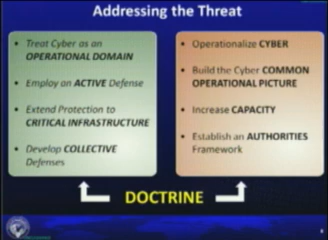 Addressing the Threat
• Treat Cyber as an
OPERATIONAL DOMAIN
• Employ an ACTIVE Defense
• Extend Protection to
CRITICAL INFRASTRUCTURE
• Develop COLLECTIVE
Defenses
• Operationalize CYBER
• Build the Cyber COMMON
OPERATIONAL PICTURE
• Increase CAPACITY
• Establish an AUTHORITIES
Framework
DOCTRINE